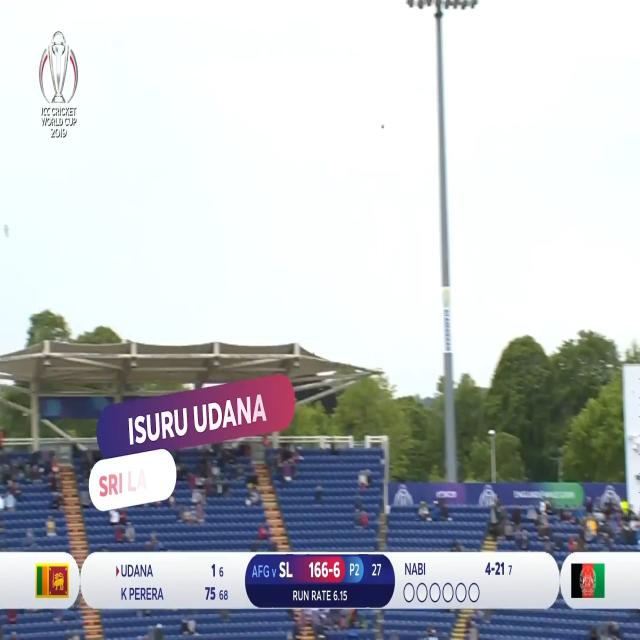 ICC CRICKET
WORLD CUP
2019
ISURU UDANA
SRI LA
UDANA 1 6
K PERERA 75 68
AFG v SL 166-6 P2 27
RUN RATE 6.15
NABI 4-21 7